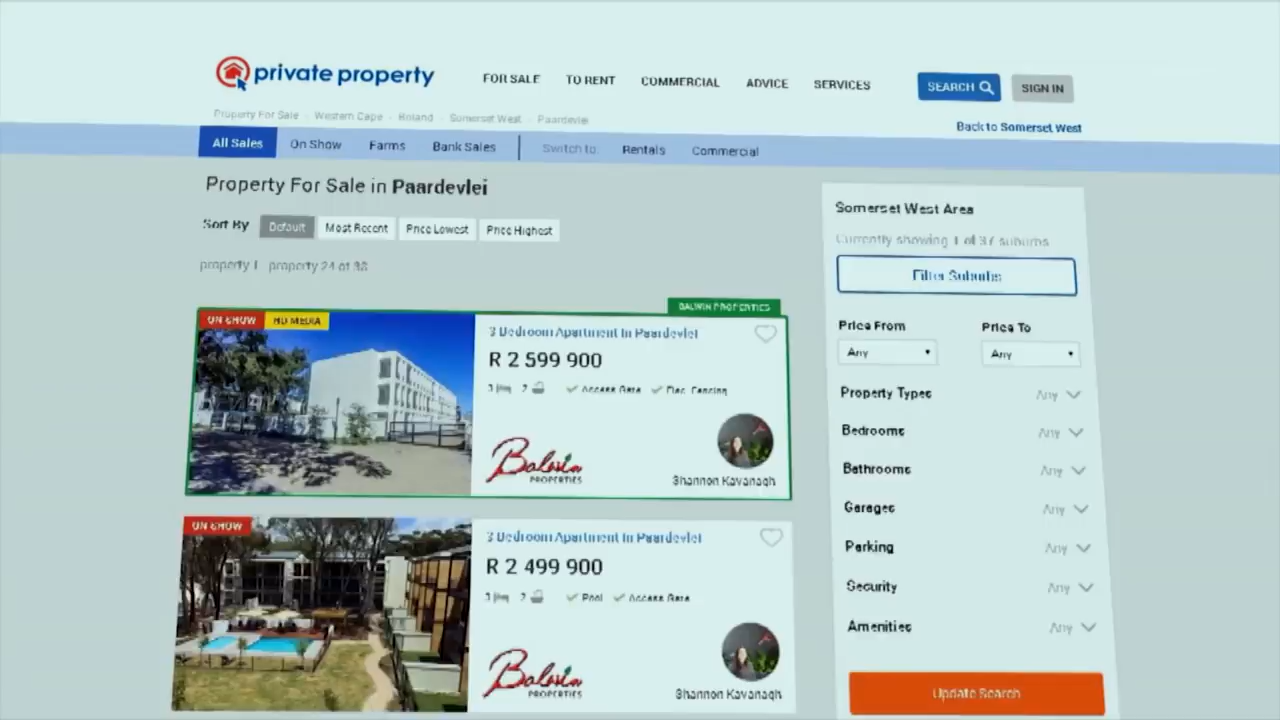 private property
FOR SALE TO RENT COMMERCIAL ADVICE SERVICES SEARCH SIGN IN
Property For Sale Western Cape Boland Somerset West Paardevlei
Back to Somerset West
All Sales On Show Farms Bank Sales Switch to Rentals Commercial
Property For Sale in Paardevlei
Sort By Default Most Recent Price Lowest Price Highest
property 1 property 24 of
BALWIN PROPERTIES
ON SHOW HD MEDIA
3 Bedroom Apartment In Paardevlei
R 2 599 900
3 2 Access Gate Elec. Fencing
Balwin
PROPERTIES
Shannon Kavanagh
ON SHOW
3 Bedroom Apartment In Paardevlei
R 2 499 900
3 2 Pool Access Gate
Balwin
PROPERTIES
Shannon Kavanagh
Somerset West Area
Currently showing 1 of 37 suburbs
Filter Suburbs
Price From Price To
Any Any
Property Types Any
Bedrooms Any
Bathrooms Any
Garages Any
Parking Any
Security Any
Amenities Any
Update Search